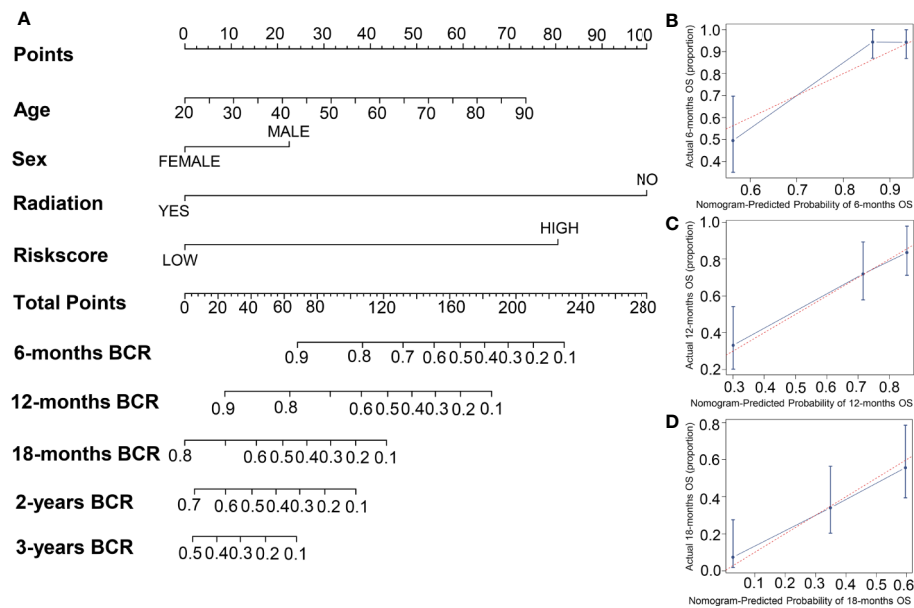 A
Points
0 10 20 30 40 50 60 70 80 90 100
Age
20 30 40 50 60 70 80 90
Sex
MALE
FEMALE
Radiation
NO
YES
Riskscore
HIGH
LOW
Total Points
0 20 40 60 80 120 160 200 240 280
6-months BCR
0.9 0.8 0.7 0.6 0.5 0.4 0.3 0.2 0.1
12-months BCR
0.9 0.8 0.6 0.5 0.4 0.3 0.2 0.1
18-months BCR
0.8 0.6 0.5 0.4 0.3 0.2 0.1
2-years BCR
0.7 0.6 0.5 0.4 0.3 0.2 0.1
3-years BCR
0.5 0.4 0.3 0.2 0.1
B
Actual 6-months OS (proportion)
1.0
0.9
0.8
0.7
0.6
0.5
0.4
0.6 0.7 0.8 0.9
Nomogram-Predicted Probability of 6-months OS
C
Actual 12-months OS (proportion)
1.0
0.8
0.6
0.4
0.2
0.3 0.4 0.5 0.6 0.7 0.8
Nomogram-Predicted Probability of 12-months OS
D
Actual 18-months OS (proportion)
0.8
0.6
0.4
0.2
0.0
0.1 0.2 0.3 0.4 0.5 0.6
Nomogram-Predicted Probability of 18-months OS